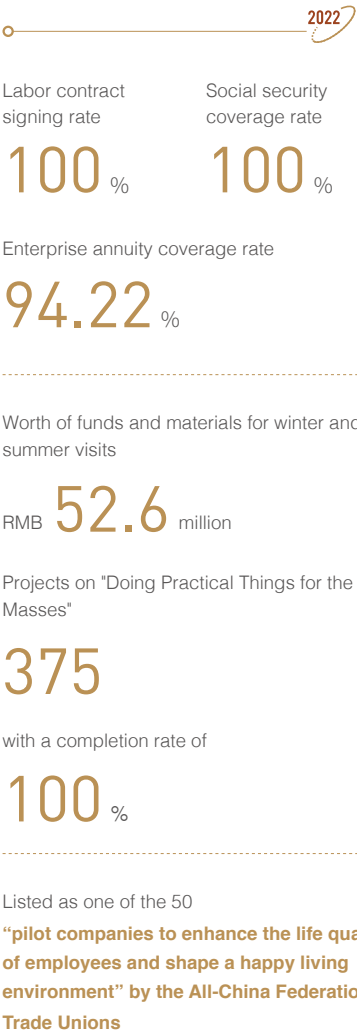 2022
Labor contract
signing rate
100 %
Social security
coverage rate
100 %
Enterprise annuity coverage rate
94.22 %
Worth of funds and materials for winter and
summer visits
RMB 52.6 million
Projects on "Doing Practical Things for the
Masses"
375
with a completion rate of
100 %
Listed as one of the 50
“pilot companies to enhance the life qua
of employees and shape a happy living
environment” by the All-China Federatio
Trade Unions